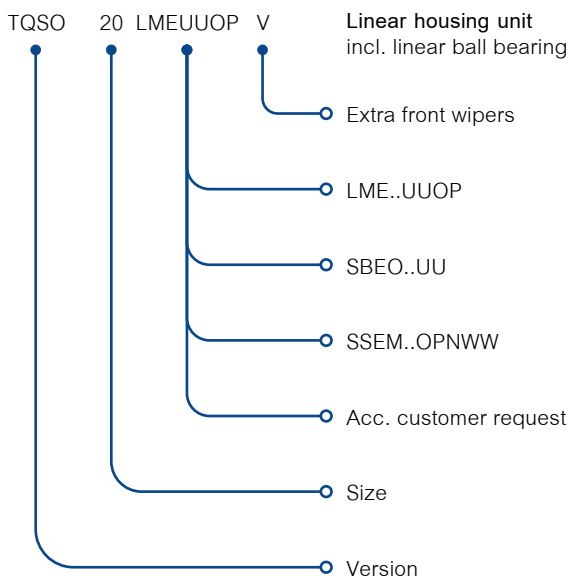 TQSO 20 LMEUUOP V
Linear housing unit
incl. linear ball bearing
Extra front wipers
LME..UUOP
SBEO..UU
SSEM..OPNWW
Acc. customer request
Size
Version